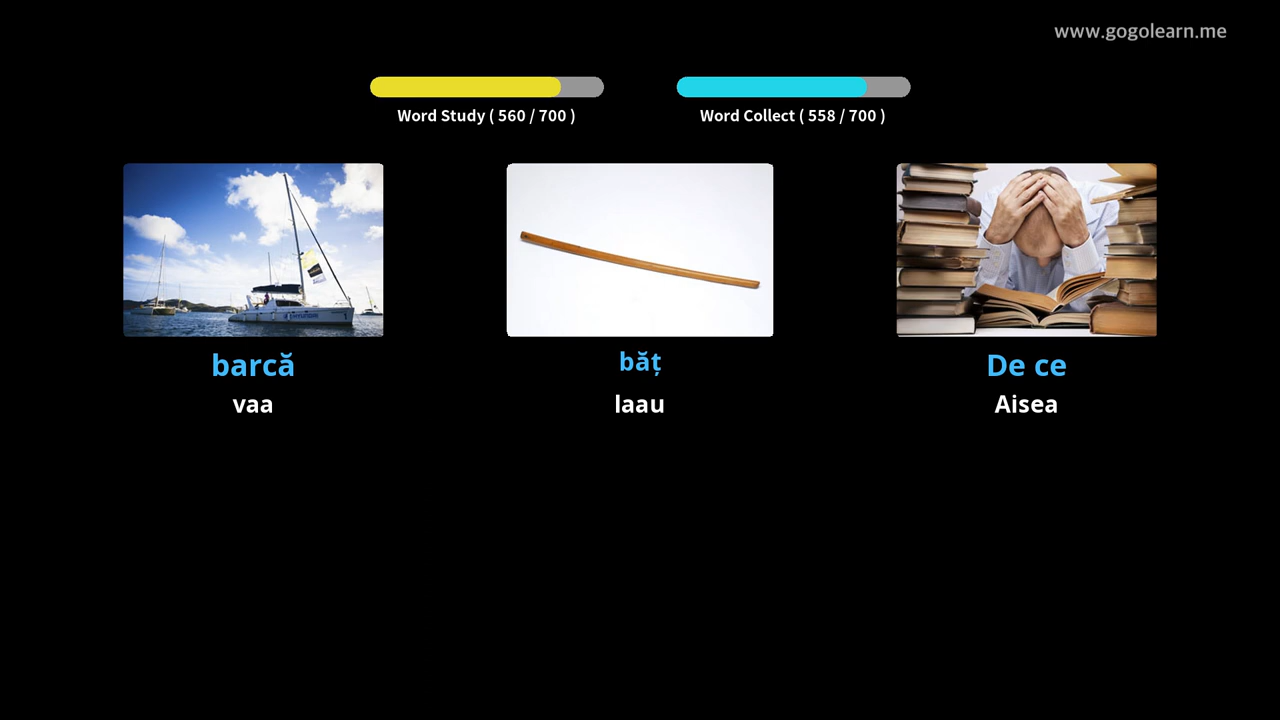 www.gogolearn.me
Word Study ( 560 / 700 )
Word Collect ( 558 / 700 )
barcă
băț
De ce
vaa
laau
Aisea